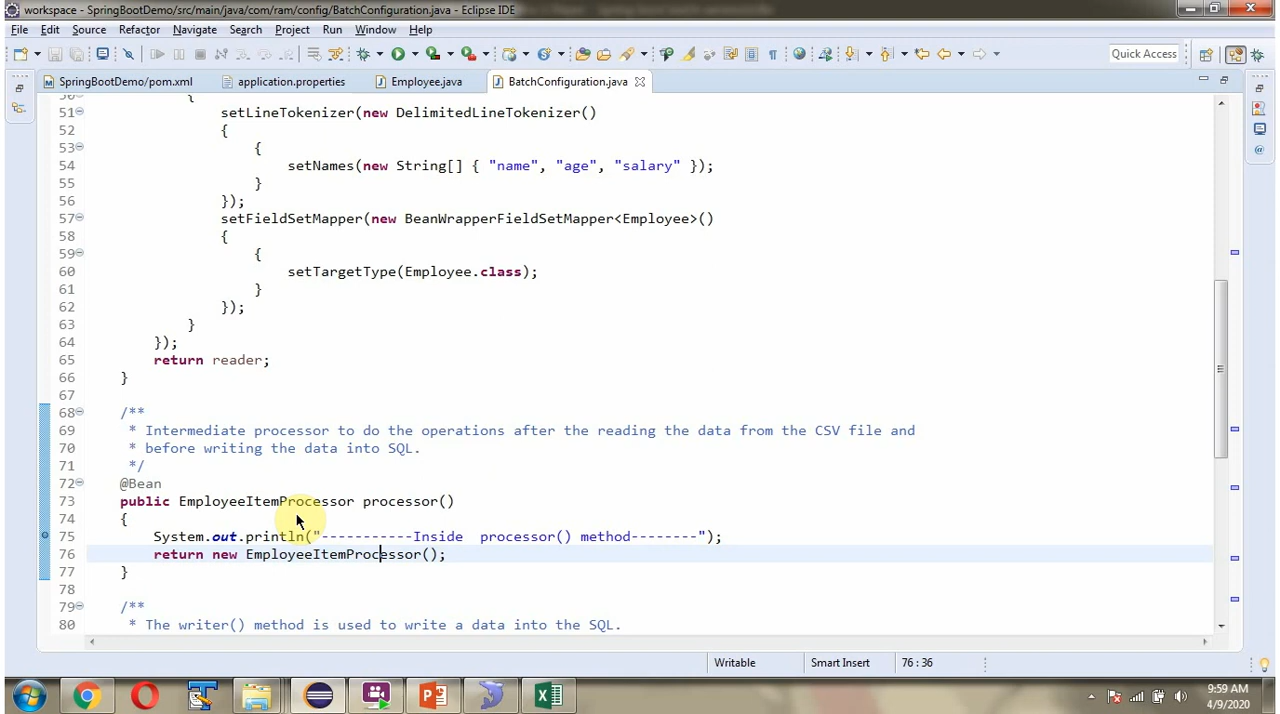 workspace - SpringBootDemo/src/main/java/com/ram/config/BatchConfiguration.java - Eclipse IDE
File Edit Source Refactor Navigate Search Project Run Window Help
Quick Access
SpringBootDemo/pom.xml application.properties Employee.java BatchConfiguration.java
50 {
51 setLineTokenizer(new DelimitedLineTokenizer()
52 {
53 {
54 setNames(new String[] { "name", "age", "salary" });
55 }
56 });
57 setFieldSetMapper(new BeanWrapperFieldSetMapper<Employee>()
58 {
59 {
60 setTargetType(Employee.class);
61 }
62 });
63 }
64 });
65 return reader;
66 }
67
68 /**
69 * Intermediate processor to do the operations after the reading the data from the CSV file and
70 * before writing the data into SQL.
71 */
72 @Bean
73 public EmployeeItemProcessor processor()
74 {
75 System.out.println("-----------Inside  processor() method--------");
76 return new EmployeeItemProcessor();
77 }
78
79 /**
80 * The writer() method is used to write a data into the SQL.
Writable Smart Insert 76 : 36
9:59 AM
4/9/2020